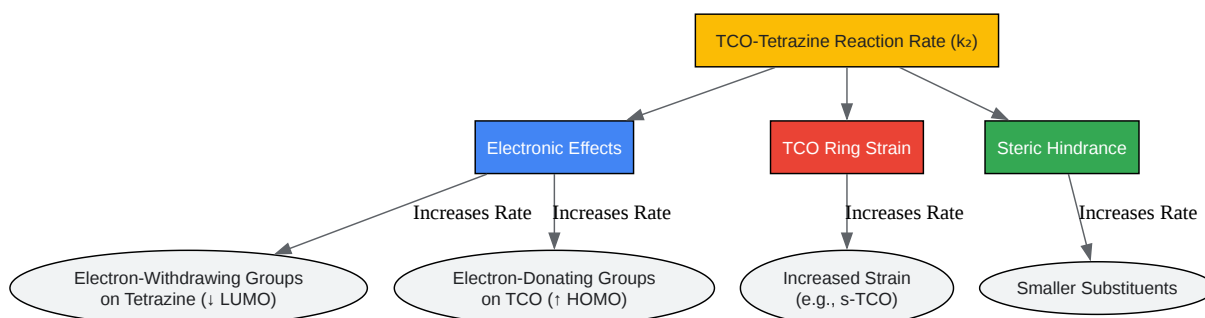 TCO-Tetrazine Reaction Rate (k₂)
Electronic Effects
TCO Ring Strain
Steric Hindrance
Increases Rate
Increases Rate
Increases Rate
Increases Rate
Electron-Withdrawing Groups
on Tetrazine (↓ LUMO)
Electron-Donating Groups
on TCO (↑ HOMO)
Increased Strain
(e.g., s-TCO)
Smaller Substituents